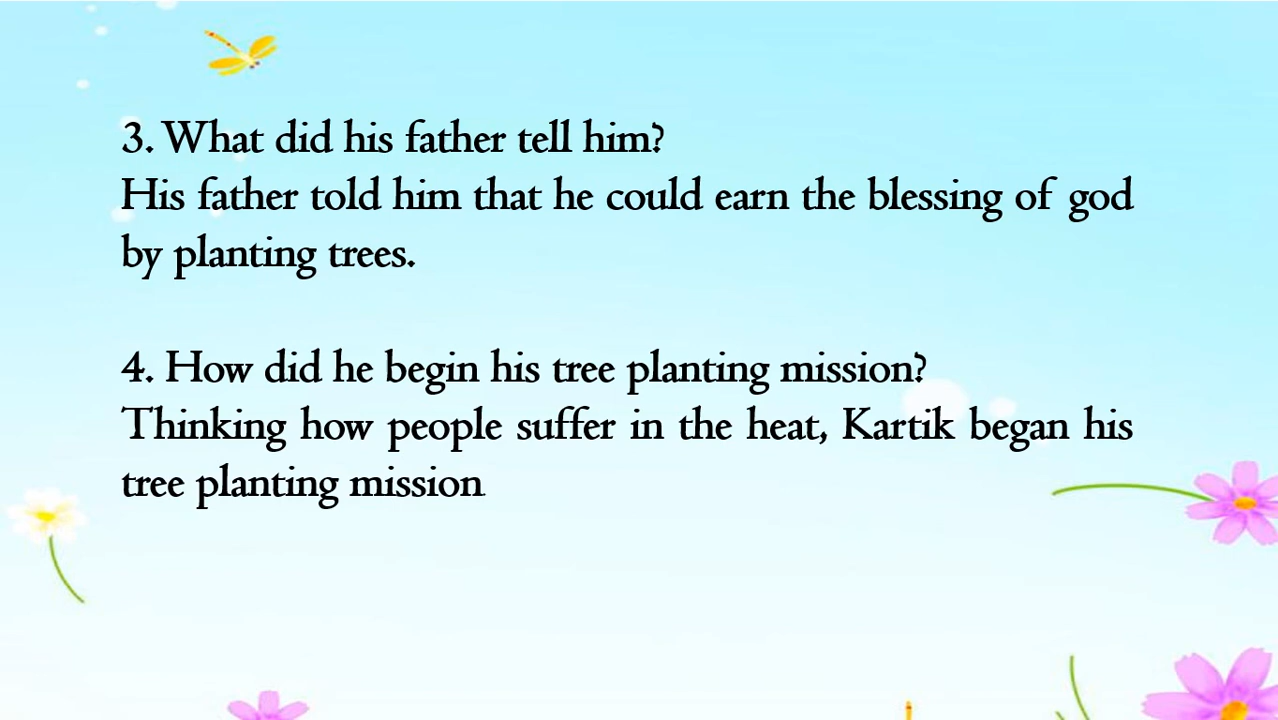 3. What did his father tell him?
His father told him that he could earn the blessing of god
by planting trees.
4. How did he begin his tree planting mission?
Thinking how people suffer in the heat, Kartik began his
tree planting mission.